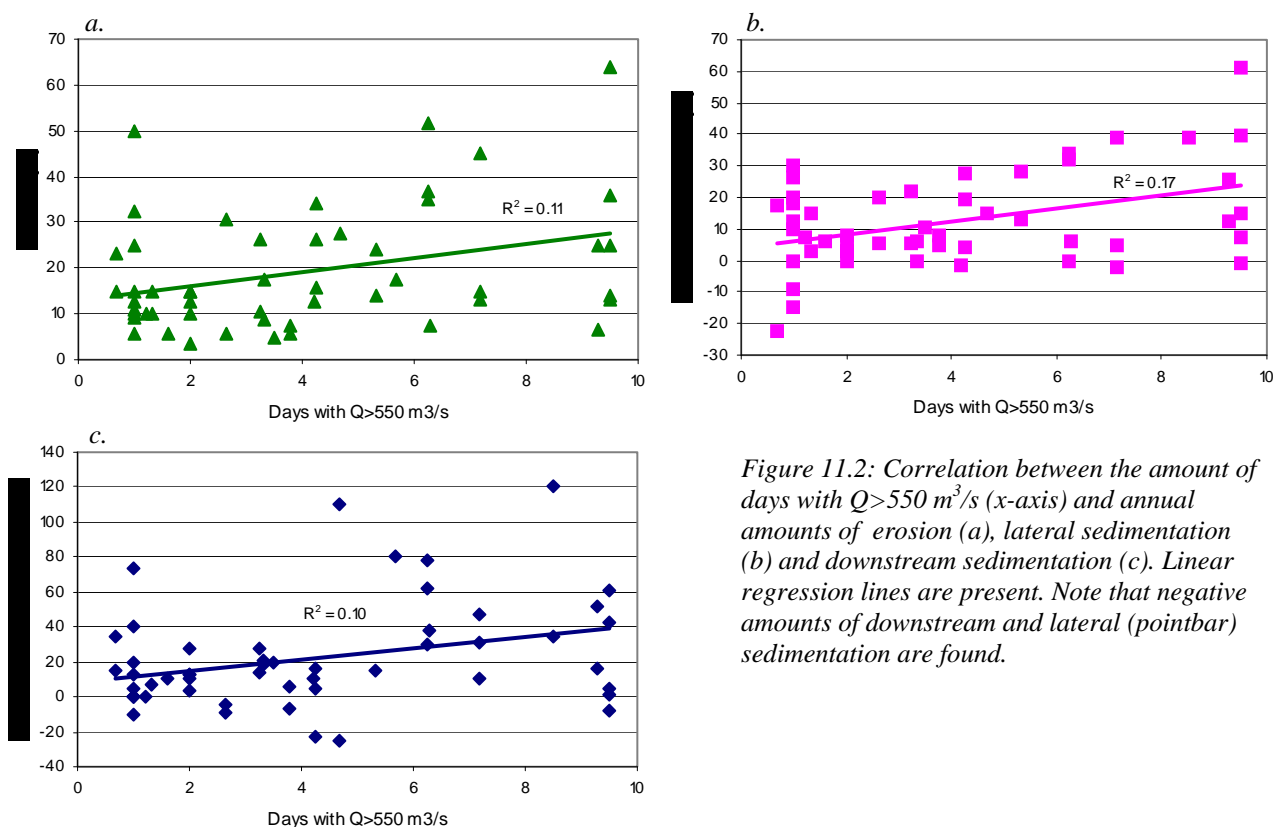 a.
70
60
50
40
30
20
10
0
R² = 0.11
0 2 4 6 8 10
Days with Q>550 m3/s
b.
70
60
50
40
30
20
10
0
-10
-20
-30
R² = 0.17
0 2 4 6 8 10
Days with Q>550 m3/s
c.
140
120
100
80
60
40
20
0
-20
-40
R² = 0.10
0 2 4 6 8 10
Days with Q>550 m3/s
Figure 11.2: Correlation between the amount of
days with Q>550 m³/s (x-axis) and annual
amounts of erosion (a), lateral sedimentation
(b) and downstream sedimentation (c). Linear
regression lines are present. Note that negative
amounts of downstream and lateral (pointbar)
sedimentation are found.